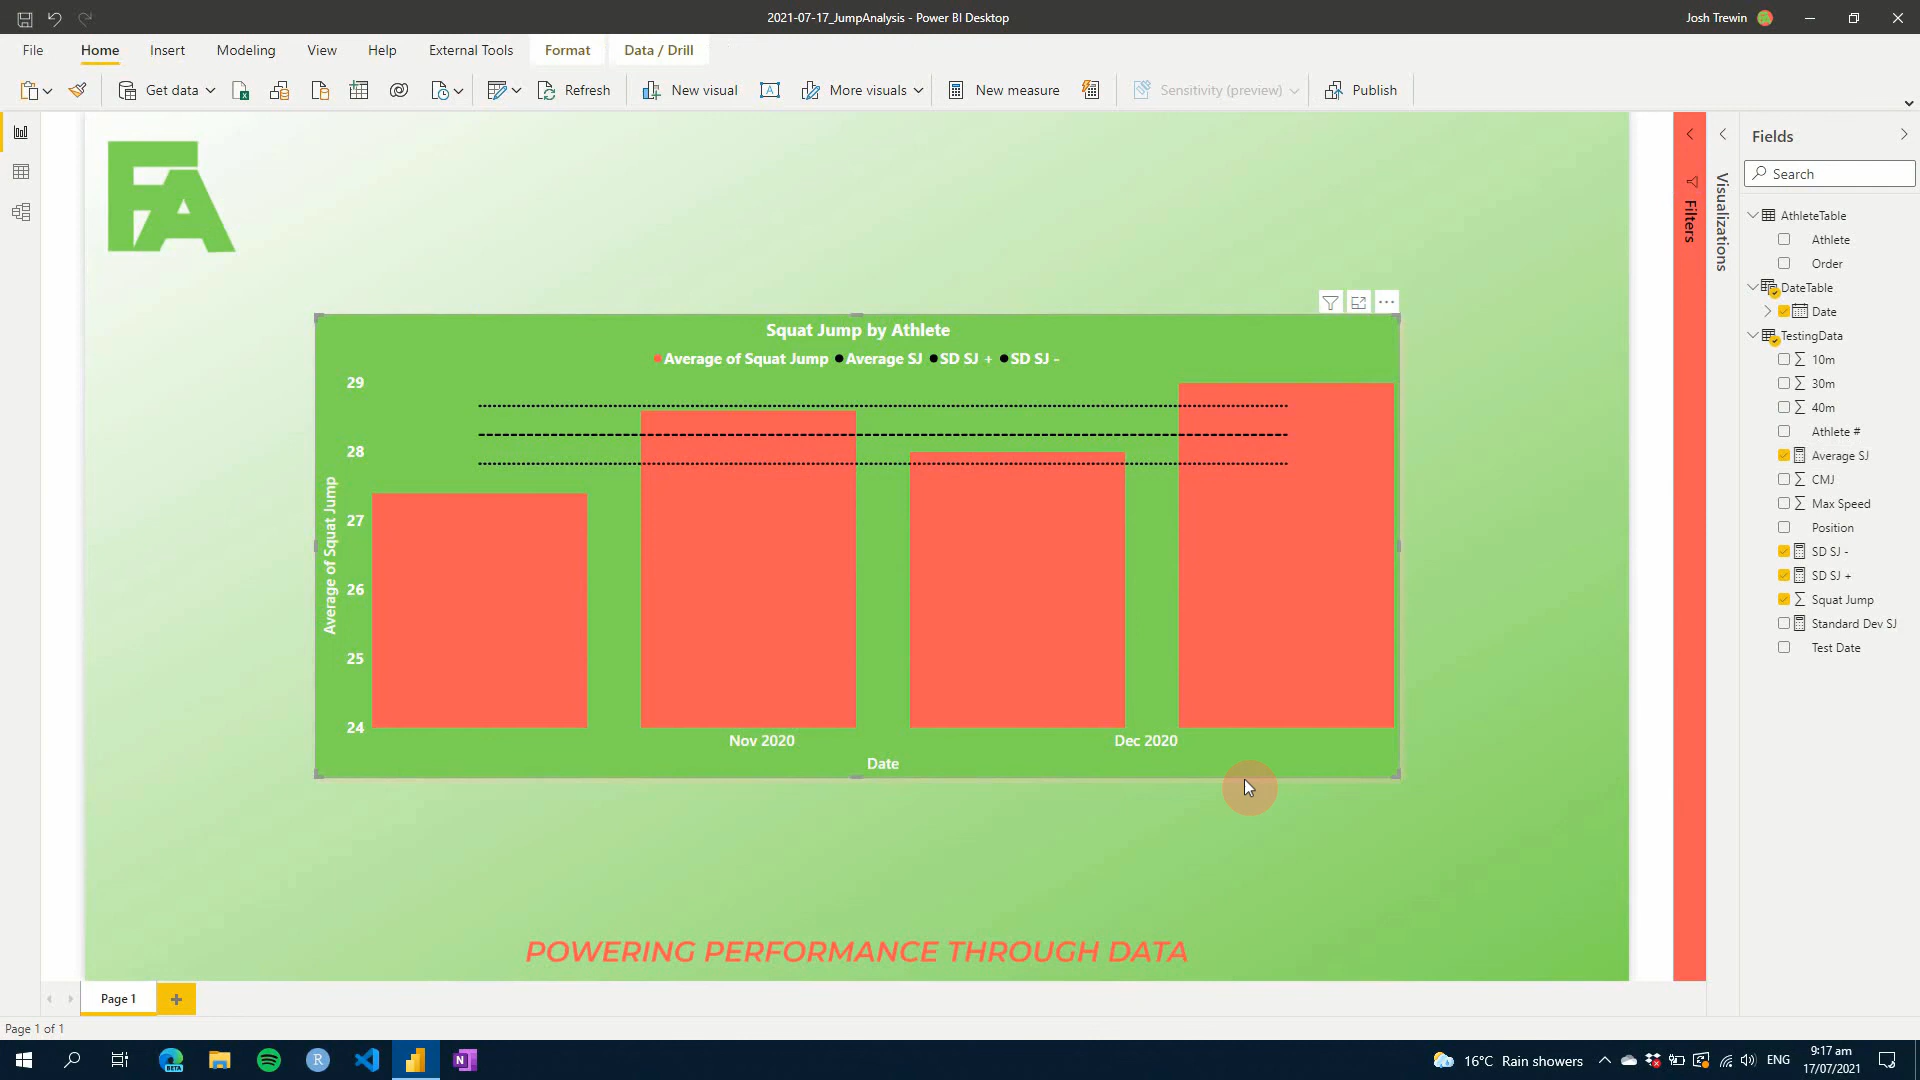 2021-07-17_JumpAnalysis - Power BI Desktop
Josh Trewin
File
Home
Insert
Modeling
View
Help
External Tools
Format
Data / Drill
Get data
Refresh
New visual
More visuals
New measure
Sensitivity (preview)
Publish
FA
Squat Jump by Athlete
Average of Squat Jump
Average SJ
SD SJ +
SD SJ -
29
28
27
26
25
24
Average of Squat Jump
Nov 2020
Dec 2020
Date
POWERING PERFORMANCE THROUGH DATA
Filters
Visualizations
Fields
Search
AthleteTable
Athlete
Order
DateTable
Date
TestingData
10m
30m
40m
Athlete #
Average SJ
CMJ
Max Speed
Position
SD SJ -
SD SJ +
Squat Jump
Standard Dev SJ
Test Date
Page 1
Page 1 of 1
BETA
R
N
16°C Rain showers
ENG
9:17 am
17/07/2021